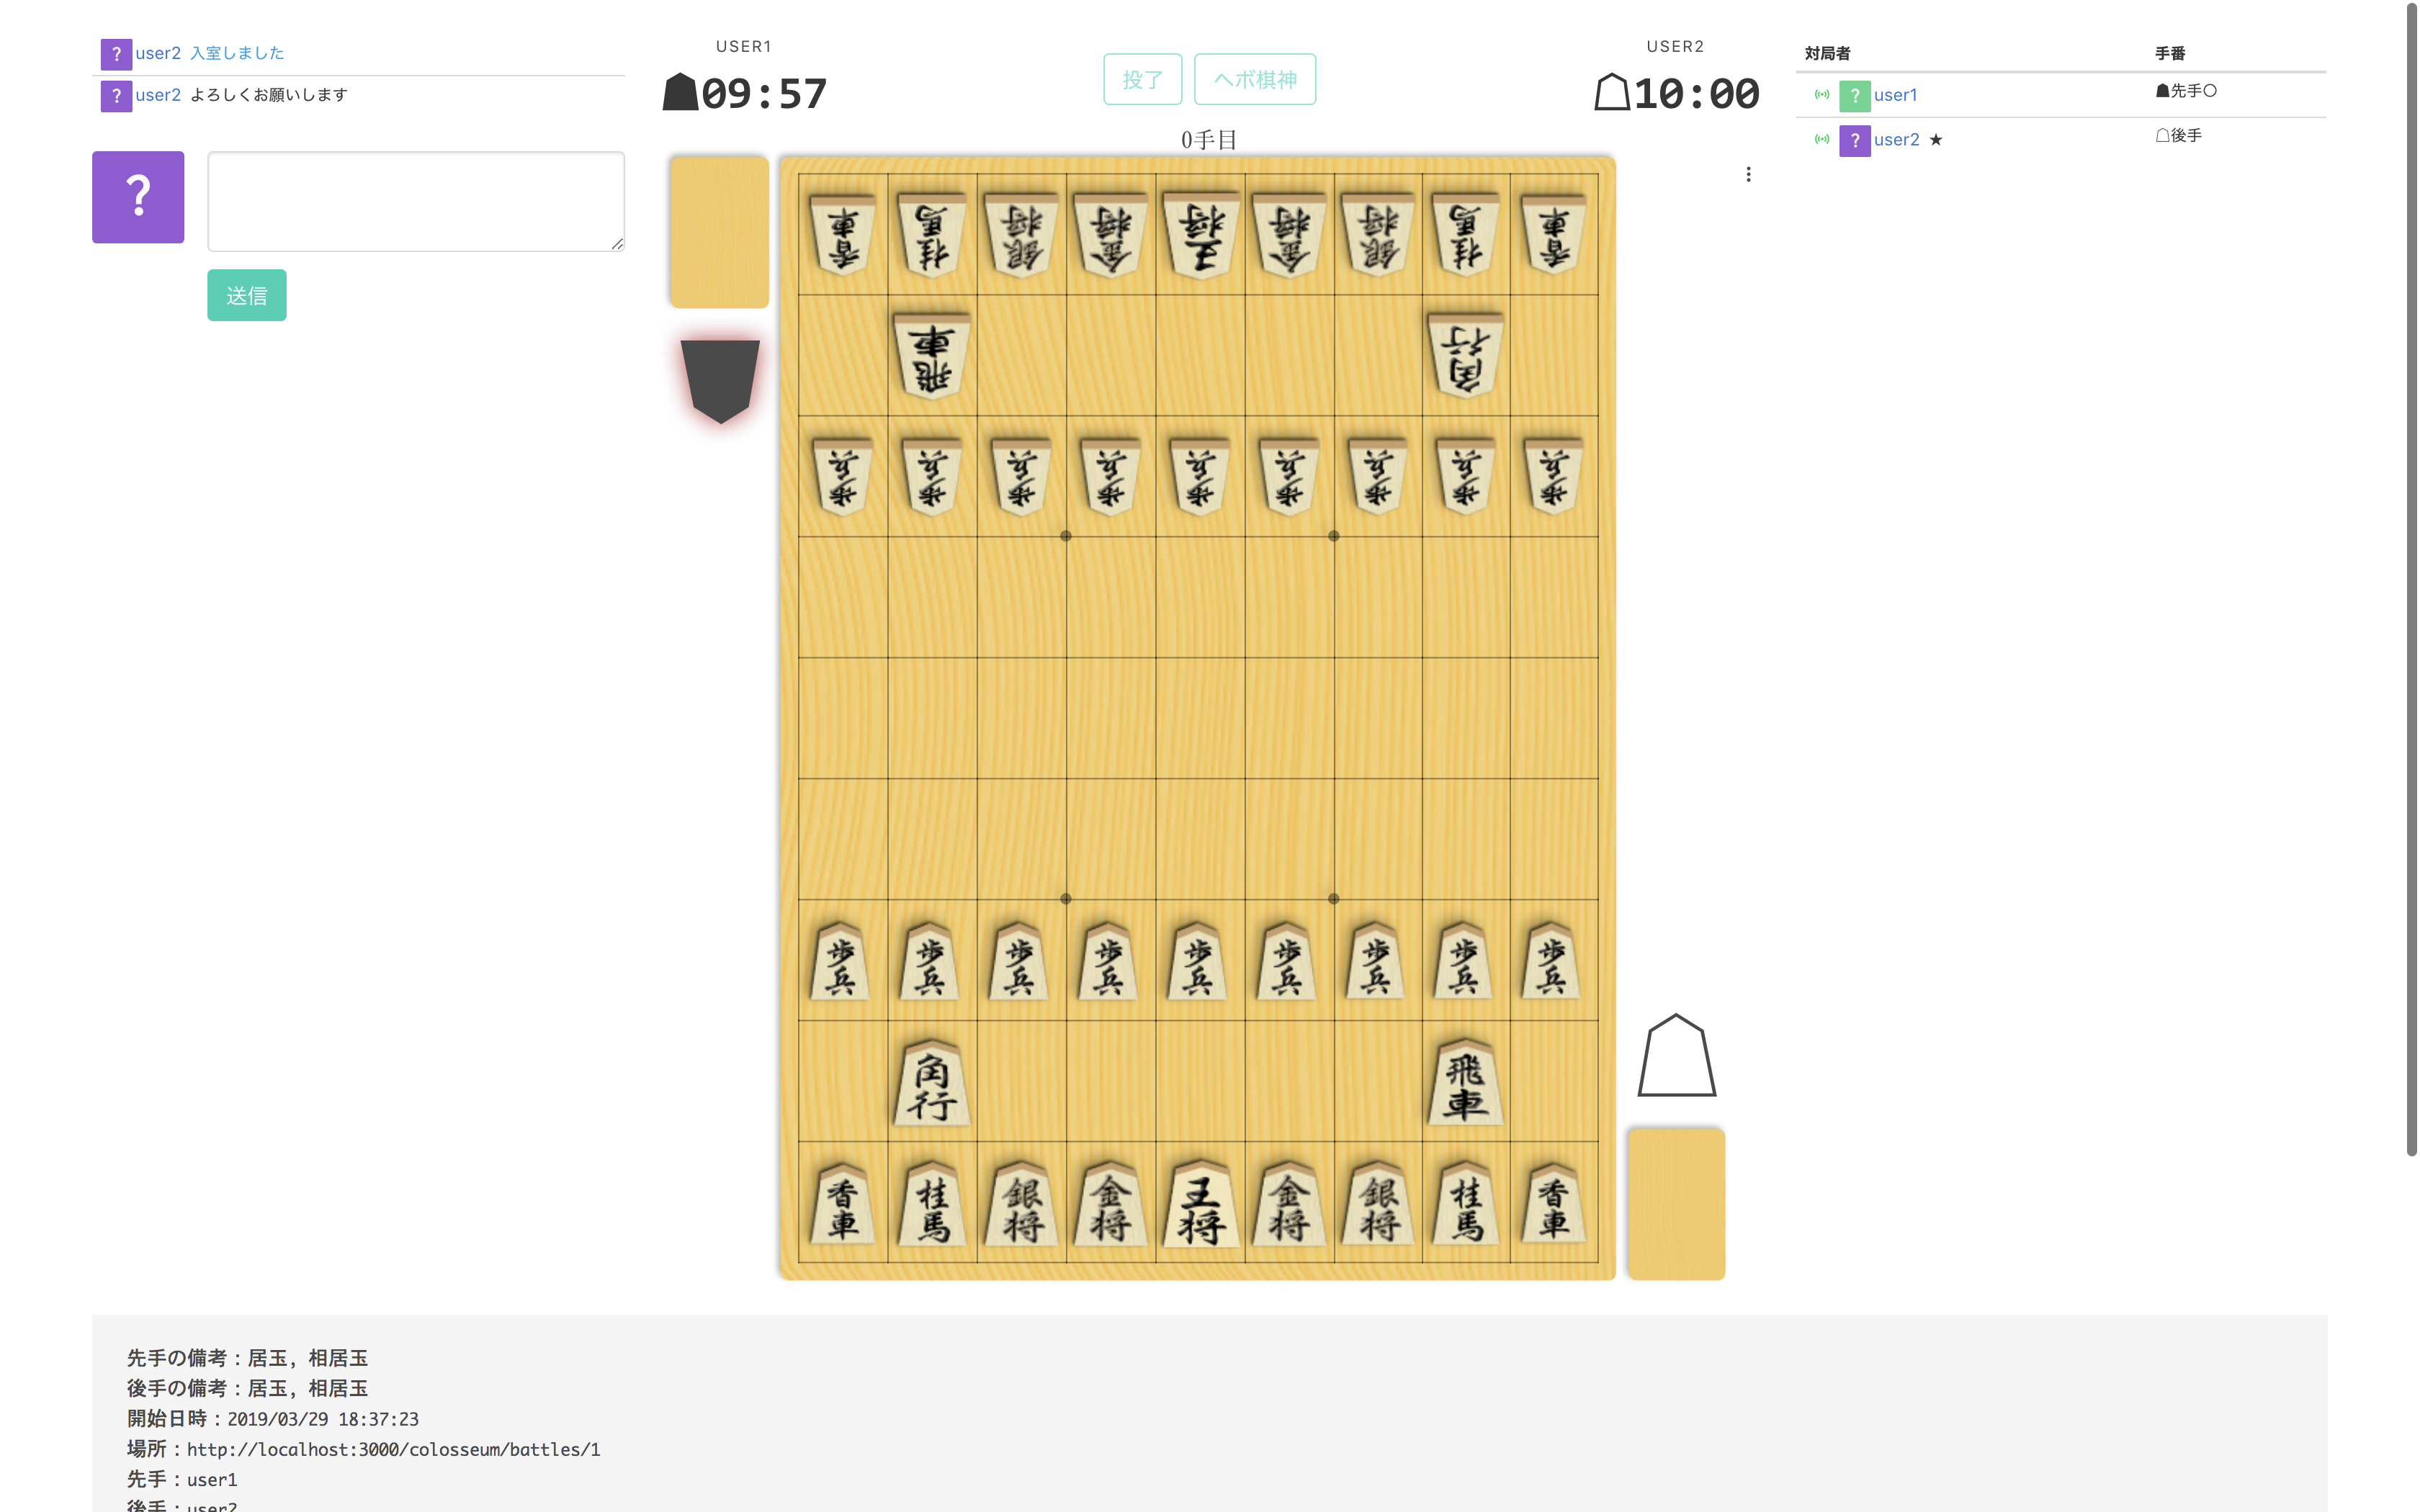 ? user2 入室しました
? user2 よろしくお願いします
?
送信
USER1
09:57
投了 ヘボ棋神
0手目
USER2
10:00
対局者 手番
? user1 ☗先手〇
? user2 ★ ☖後手
香車 桂馬 銀将 金将 王将 金将 銀将 桂馬 香車
飛車 角行
歩兵 歩兵 歩兵 歩兵 歩兵 歩兵 歩兵 歩兵 歩兵
歩兵 歩兵 歩兵 歩兵 歩兵 歩兵 歩兵 歩兵 歩兵
角行 飛車
香車 桂馬 銀将 金将 王将 金将 銀将 桂馬 香車
先手の備考：居玉, 相居玉
後手の備考：居玉, 相居玉
開始日時：2019/03/29 18:37:23
場所：http://localhost:3000/colosseum/battles/1
先手：user1
後手：user2